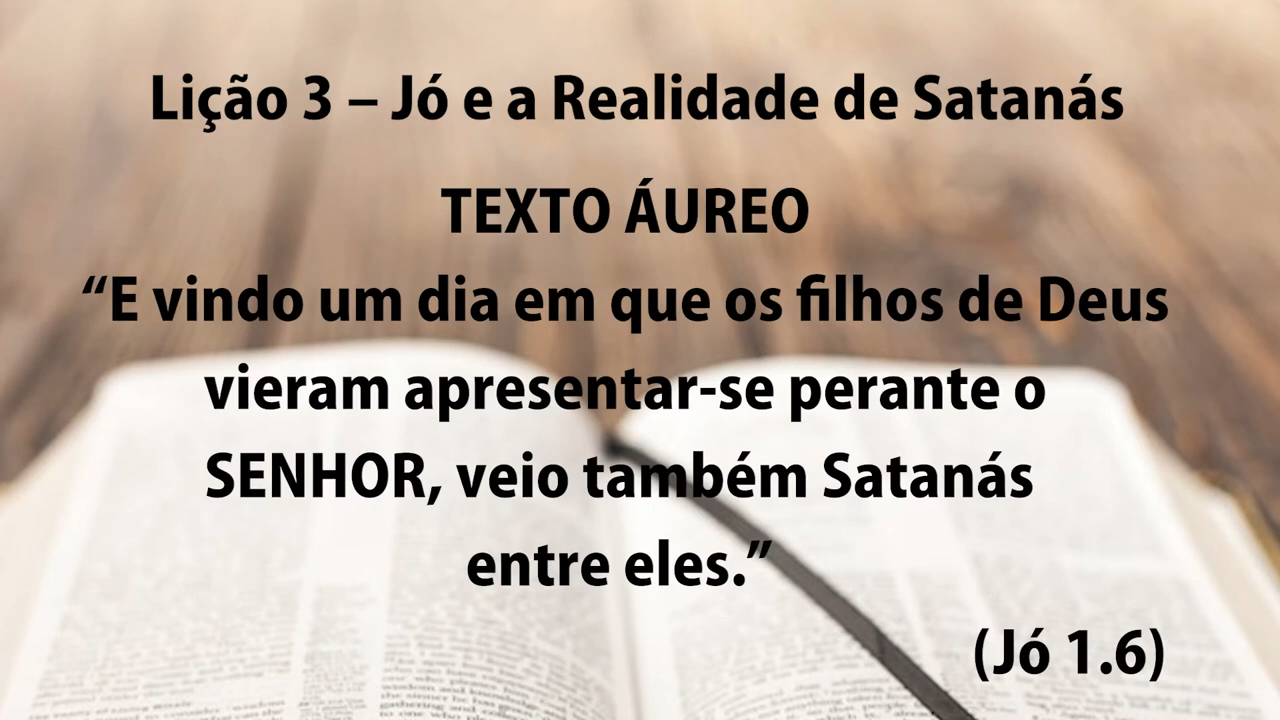 Lição 3 – Jó e a Realidade de Satanás
TEXTO ÁUREO
“E vindo um dia em que os filhos de Deus
vieram apresentar-se perante o
SENHOR, veio também Satanás
entre eles.”
(Jó 1.6)